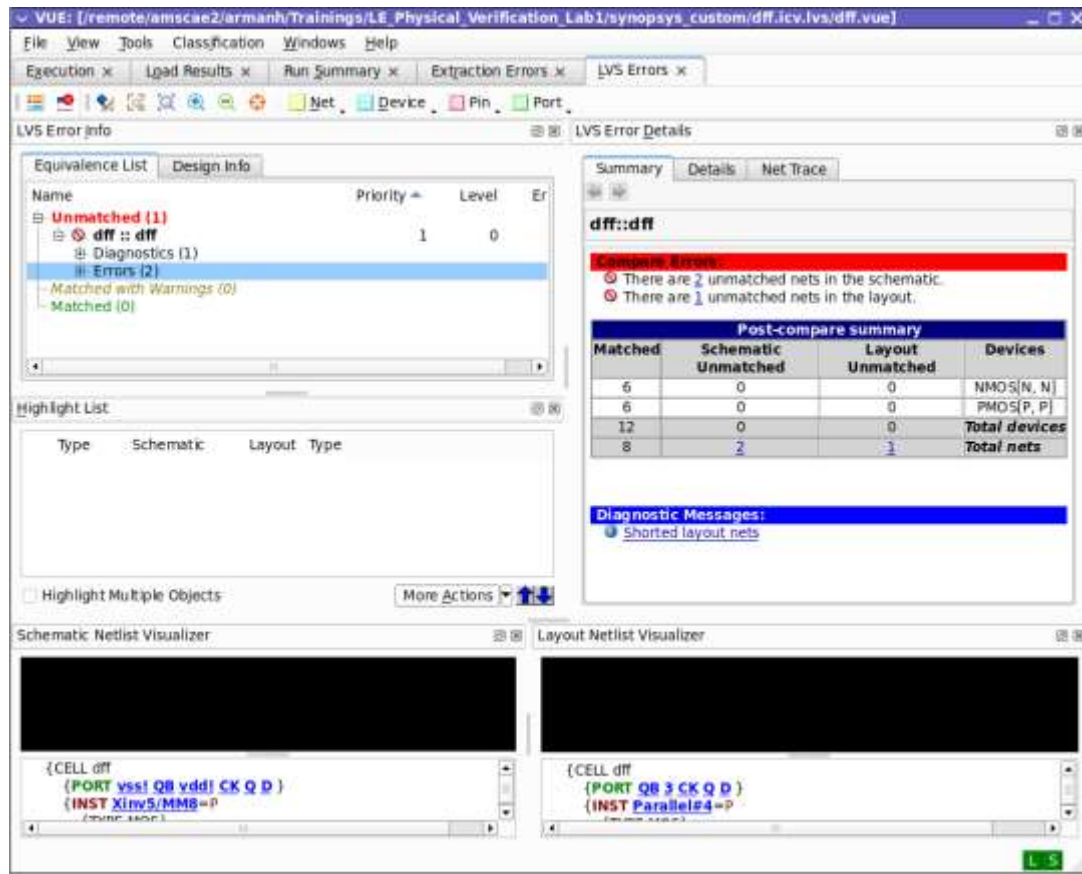 VUE: [/remote/amscae2/armanh/Trainings/LE_Physical_Verification_Lab1/synopsys_custom/dff.icv.lvs/dff.vue]
File View Tools Classification Windows Help
Execution Load Results Run Summary Extraction Errors LVS Errors
Net Device Pin Port
LVS Error Info
LVS Error Details
Equivalence List Design Info
Name Priority Level Er
Unmatched (1)
dff :: dff 1 0
Diagnostics (1)
Errors (2)
Matched with Warnings (0)
Matched (0)
Summary Details Net Trace
dff::dff
Compare Errors:
There are 2 unmatched nets in the schematic.
There are 1 unmatched nets in the layout.
Post-compare summary
Matched Schematic Unmatched Layout Unmatched Devices
6 0 0 NMOS[N, N]
6 0 0 PMOS[P, P]
12 0 0 Total devices
8 2 1 Total nets
Diagnostic Messages:
Shorted layout nets
Highlight List
Type Schematic Layout Type
Highlight Multiple Objects More Actions
Schematic Netlist Visualizer
{CELL dff
{PORT vss! QB vdd! CK Q D }
{INST Xinv5/MM8=P
{TYPE MOS}
Layout Netlist Visualizer
{CELL dff
{PORT QB 3 CK Q D }
{INST Parallel#4=P
{TYPE MOS}
L S